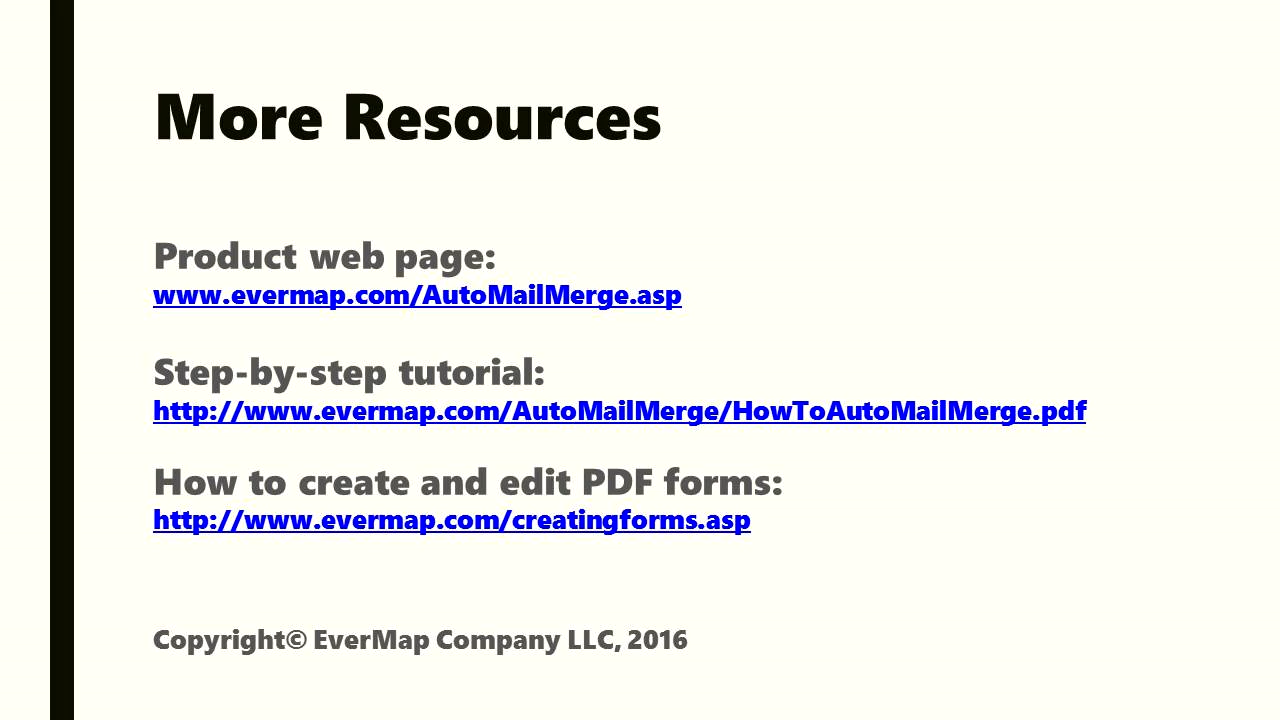 More Resources
Product web page:
www.evermap.com/AutoMailMerge.asp
Step-by-step tutorial:
http://www.evermap.com/AutoMailMerge/HowToAutoMailMerge.pdf
How to create and edit PDF forms:
http://www.evermap.com/creatingforms.asp
Copyright© EverMap Company LLC, 2016